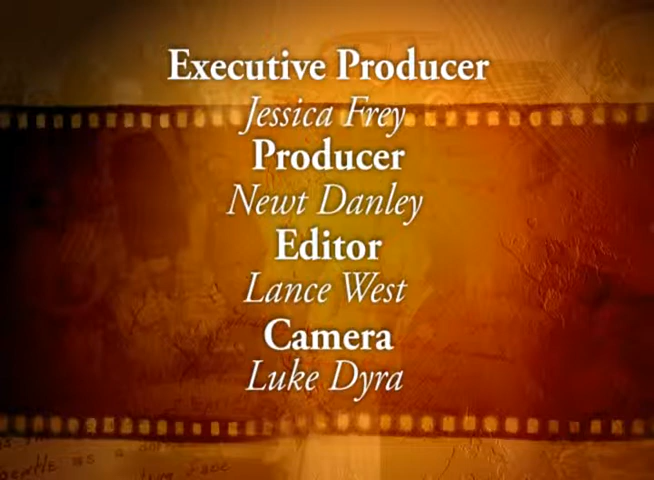 Executive Producer
Jessica Frey
Producer
Newt Danley
Editor
Lance West
Camera
Luke Dyra